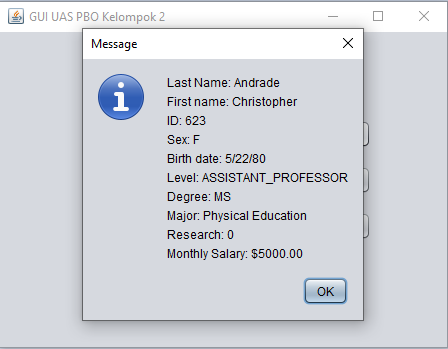 GUI UAS PBO Kelompok 2
Message
Last Name: Andrade
First name: Christopher
ID: 623
Sex: F
Birth date: 5/22/80
Level: ASSISTANT_PROFESSOR
Degree: MS
Major: Physical Education
Research: 0
Monthly Salary: $5000.00
OK